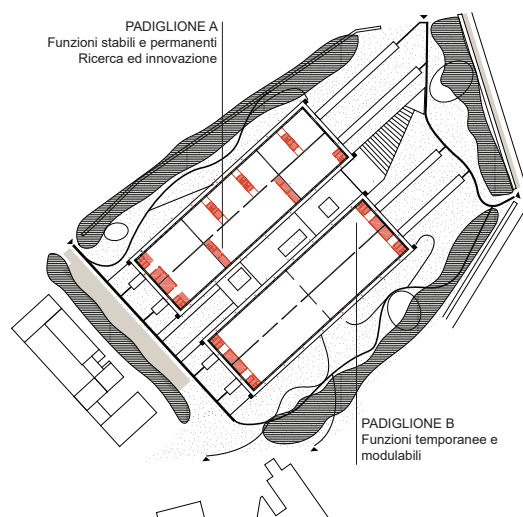 PADIGLIONE A
Funzioni stabili e permanenti
Ricerca ed innovazione
PADIGLIONE B
Funzioni temporanee e
modulabili